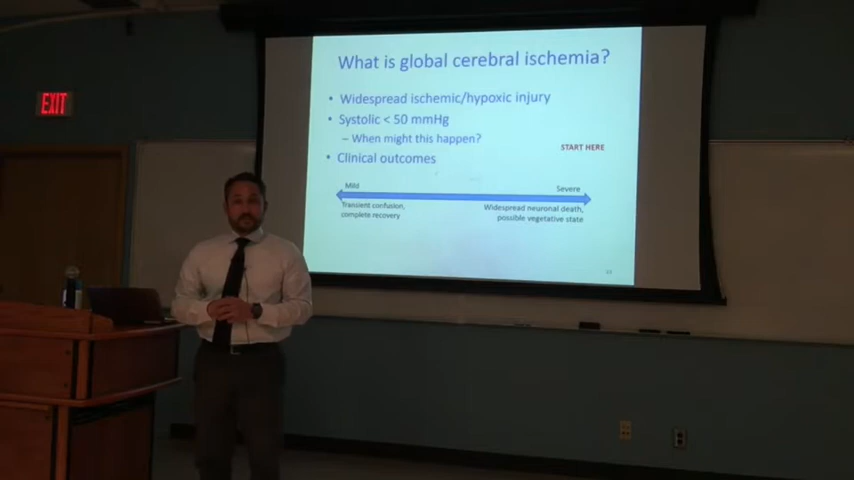 EXIT
What is global cerebral ischemia?
• Widespread ischemic/hypoxic injury
• Systolic < 50 mmHg
– When might this happen?
START HERE
• Clinical outcomes
Mild
Severe
Transient confusion,
complete recovery
Widespread neuronal death,
possible vegetative state